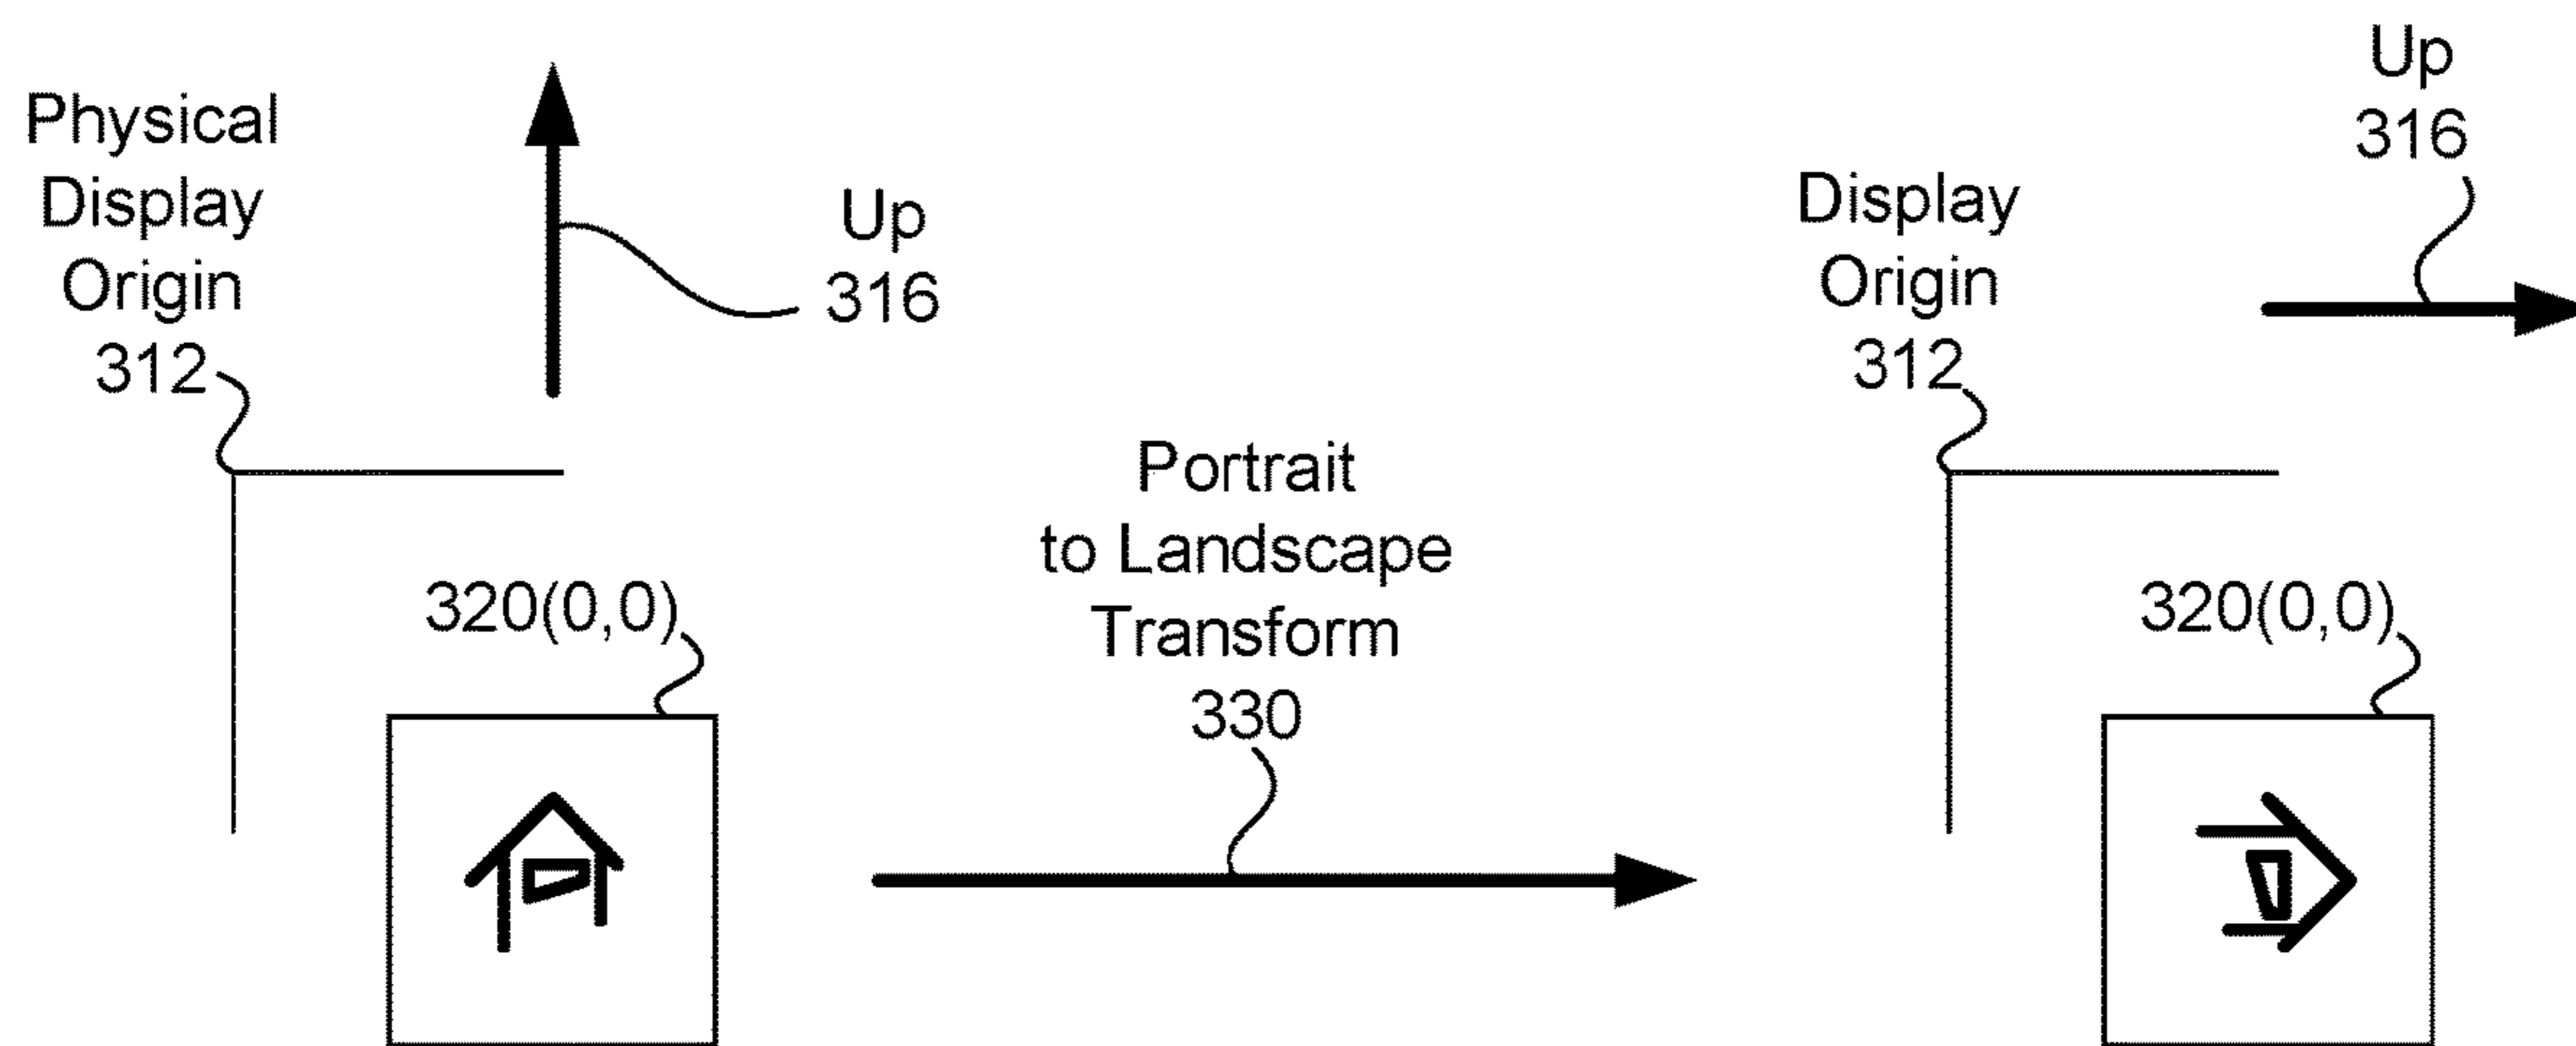 Physical
Display
Origin
312
Up
316
320(0,0)
Portrait
to Landscape
Transform
330
Up
316
Display
Origin
312
320(0,0)